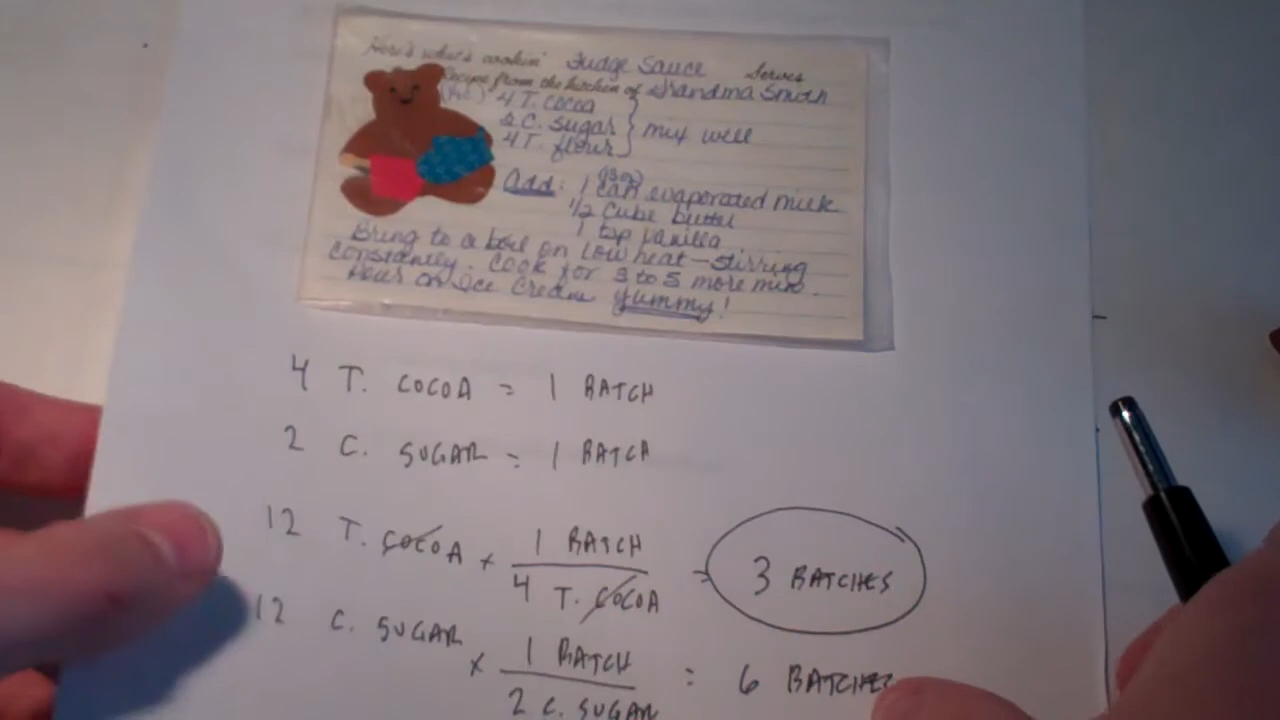 Here's what's cookin' Fudge Sauce Serves
Recipe from the kitchen of Grandma Smith
4 T. cocoa
2 C. sugar } mix well
4 T. flour
(13 oz)
Add: 1 can evaporated milk
1/2 cube butter
1 tsp vanilla
Bring to a boil on low heat - stirring
constantly. Cook for 3 to 5 more min.
Pour on Ice Cream yummy!
4 T. COCOA = 1 BATCH
2 C. SUGAR = 1 BATCH
12 T. COCOA x 1 BATCH / 4 T. COCOA = 3 BATCHES
12 C. SUGAR x 1 BATCH / 2 C. SUGAR = 6 BATCHES